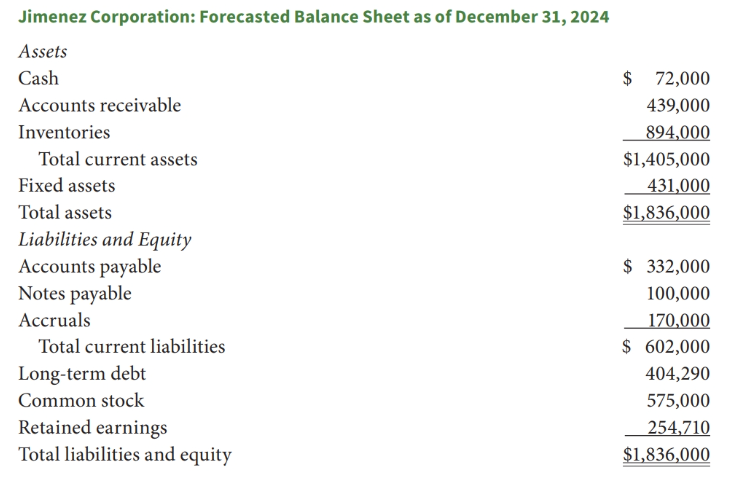 Jimenez Corporation: Forecasted Balance Sheet as of December 31, 2024
Assets
Cash $ 72,000
Accounts receivable 439,000
Inventories 894,000
Total current assets $1,405,000
Fixed assets 431,000
Total assets $1,836,000
Liabilities and Equity
Accounts payable $ 332,000
Notes payable 100,000
Accruals 170,000
Total current liabilities $ 602,000
Long-term debt 404,290
Common stock 575,000
Retained earnings 254,710
Total liabilities and equity $1,836,000